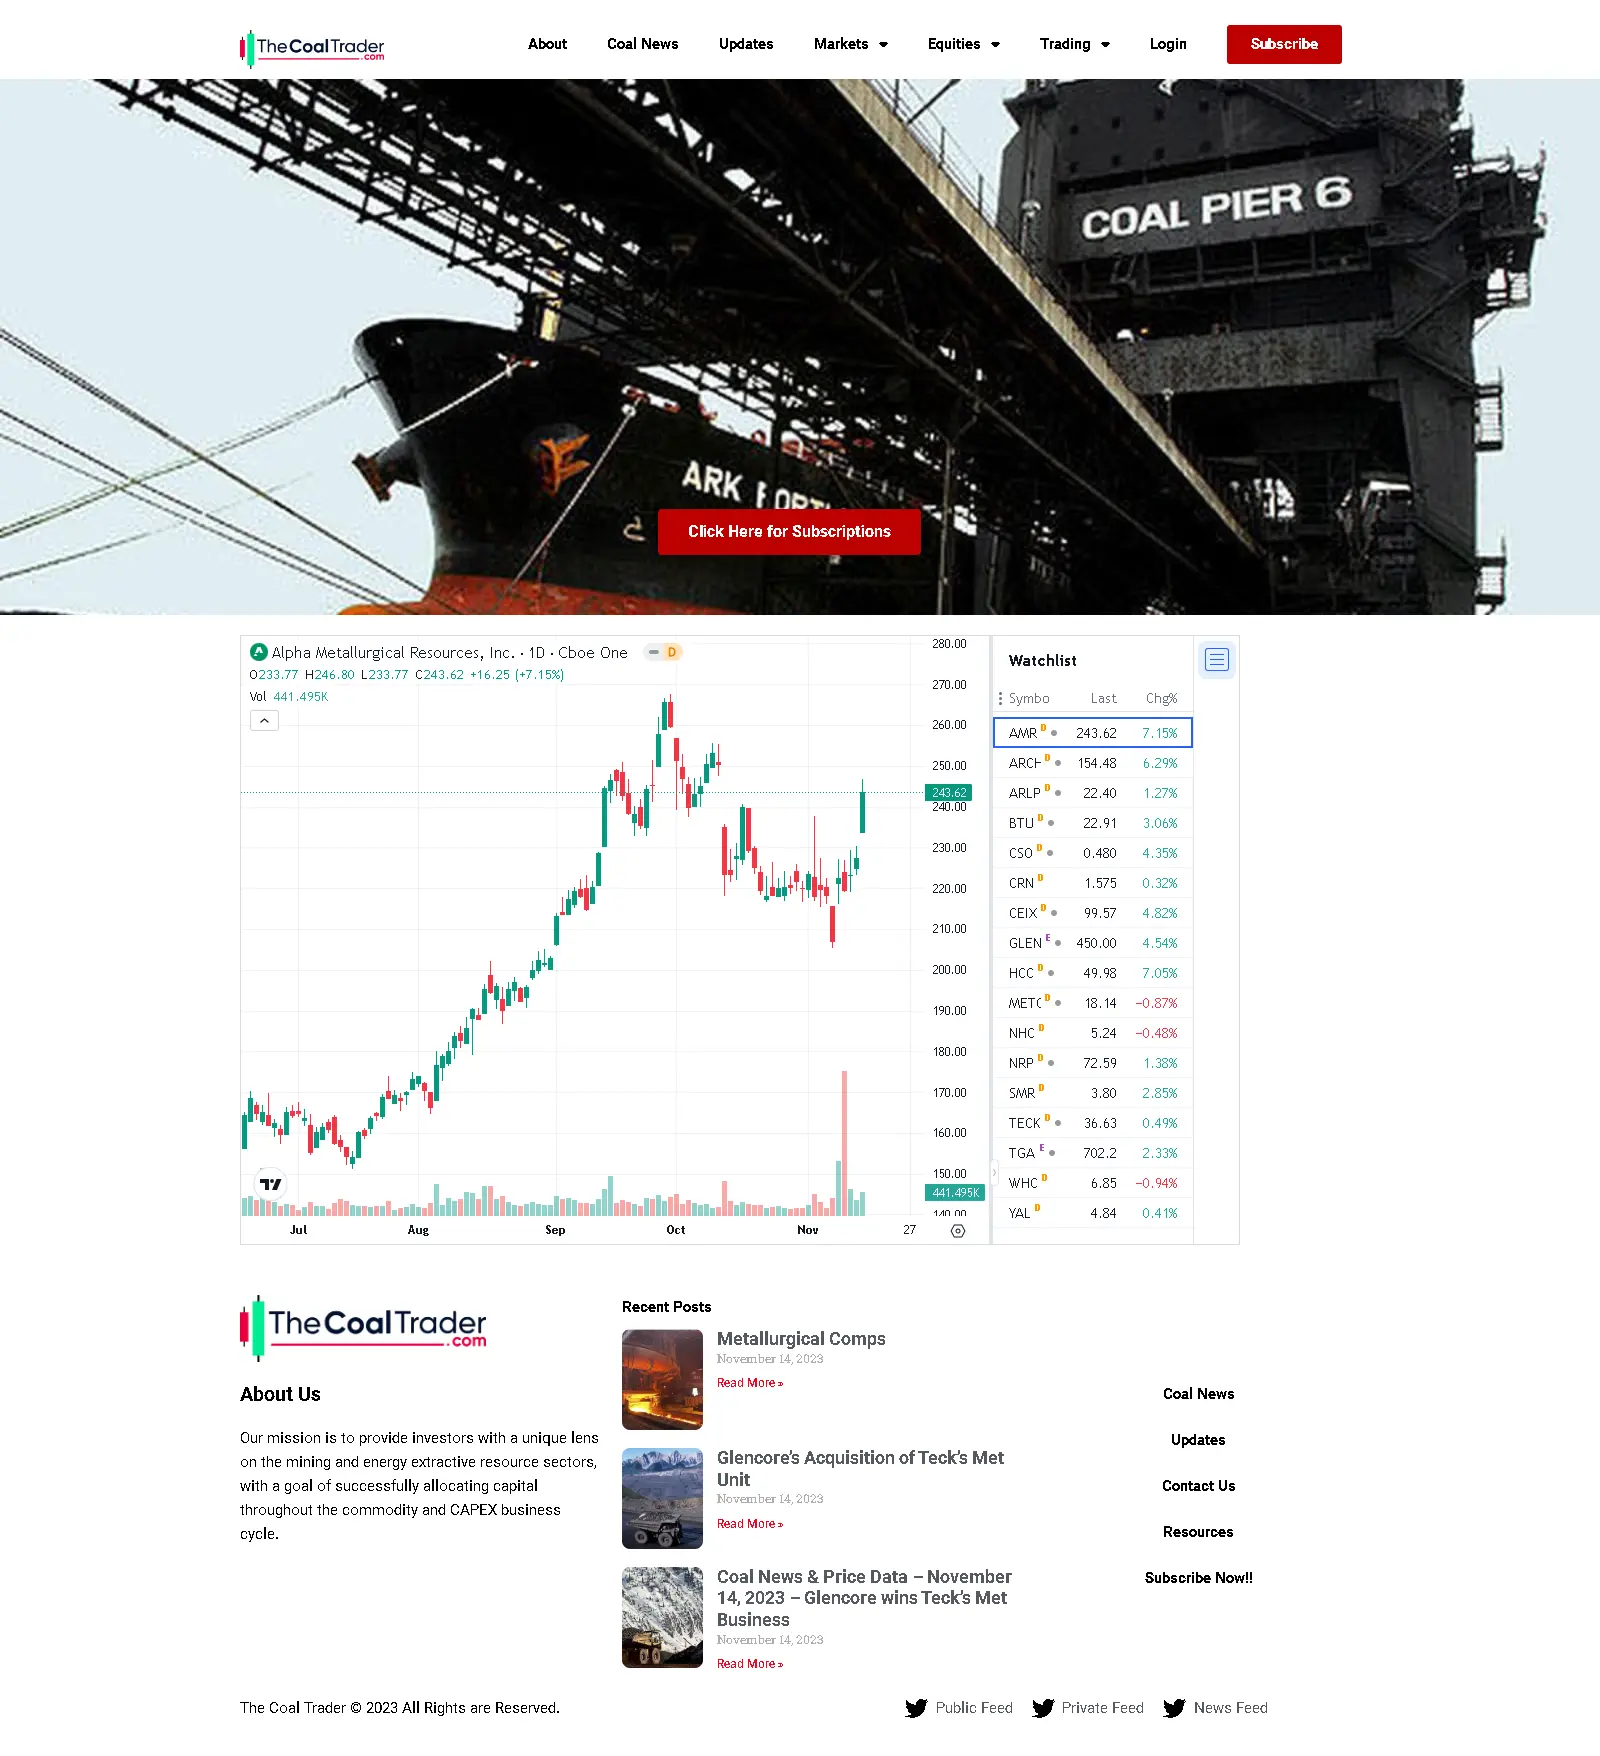 TheCoalTrader
.com
About
Coal News
Updates
Markets
Equities
Trading
Login
Subscribe
COAL PIER 6
ARK
Click Here for Subscriptions
Alpha Metallurgical Resources, Inc. · 1D · Cboe One
D
O233.77 H246.80 L233.77 C243.62 +16.25 (+7.15%)
Vol 441.495K
280.00
270.00
260.00
250.00
243.62
240.00
230.00
220.00
210.00
200.00
190.00
180.00
170.00
160.00
150.00
441.495K
140.00
Jul Aug Sep Oct Nov 27
Watchlist
Symbo Last Chg%
AMR D 243.62 7.15%
ARCH D 154.48 6.29%
ARLP D 22.40 1.27%
BTU D 22.91 3.06%
CSO D 0.480 4.35%
CRN D 1.575 0.32%
CEIX D 99.57 4.82%
GLEN E 450.00 4.54%
HCC D 49.98 7.05%
METC D 18.14 −0.87%
NHC D 5.24 −0.48%
NRP D 72.59 1.38%
SMR D 3.80 2.85%
TECK D 36.63 0.49%
TGA E 702.2 2.33%
WHC D 6.85 −0.94%
YAL D 4.84 0.41%
TheCoalTrader
.com
About Us
Our mission is to provide investors with a unique lens
on the mining and energy extractive resource sectors,
with a goal of successfully allocating capital
throughout the commodity and CAPEX business
cycle.
Recent Posts
Metallurgical Comps
November 14, 2023
Read More »
Glencore's Acquisition of Teck's Met
Unit
November 14, 2023
Read More »
Coal News & Price Data – November
14, 2023 – Glencore wins Teck's Met
Business
November 14, 2023
Read More »
Coal News
Updates
Contact Us
Resources
Subscribe Now!!
The Coal Trader © 2023 All Rights are Reserved.
Public Feed
Private Feed
News Feed